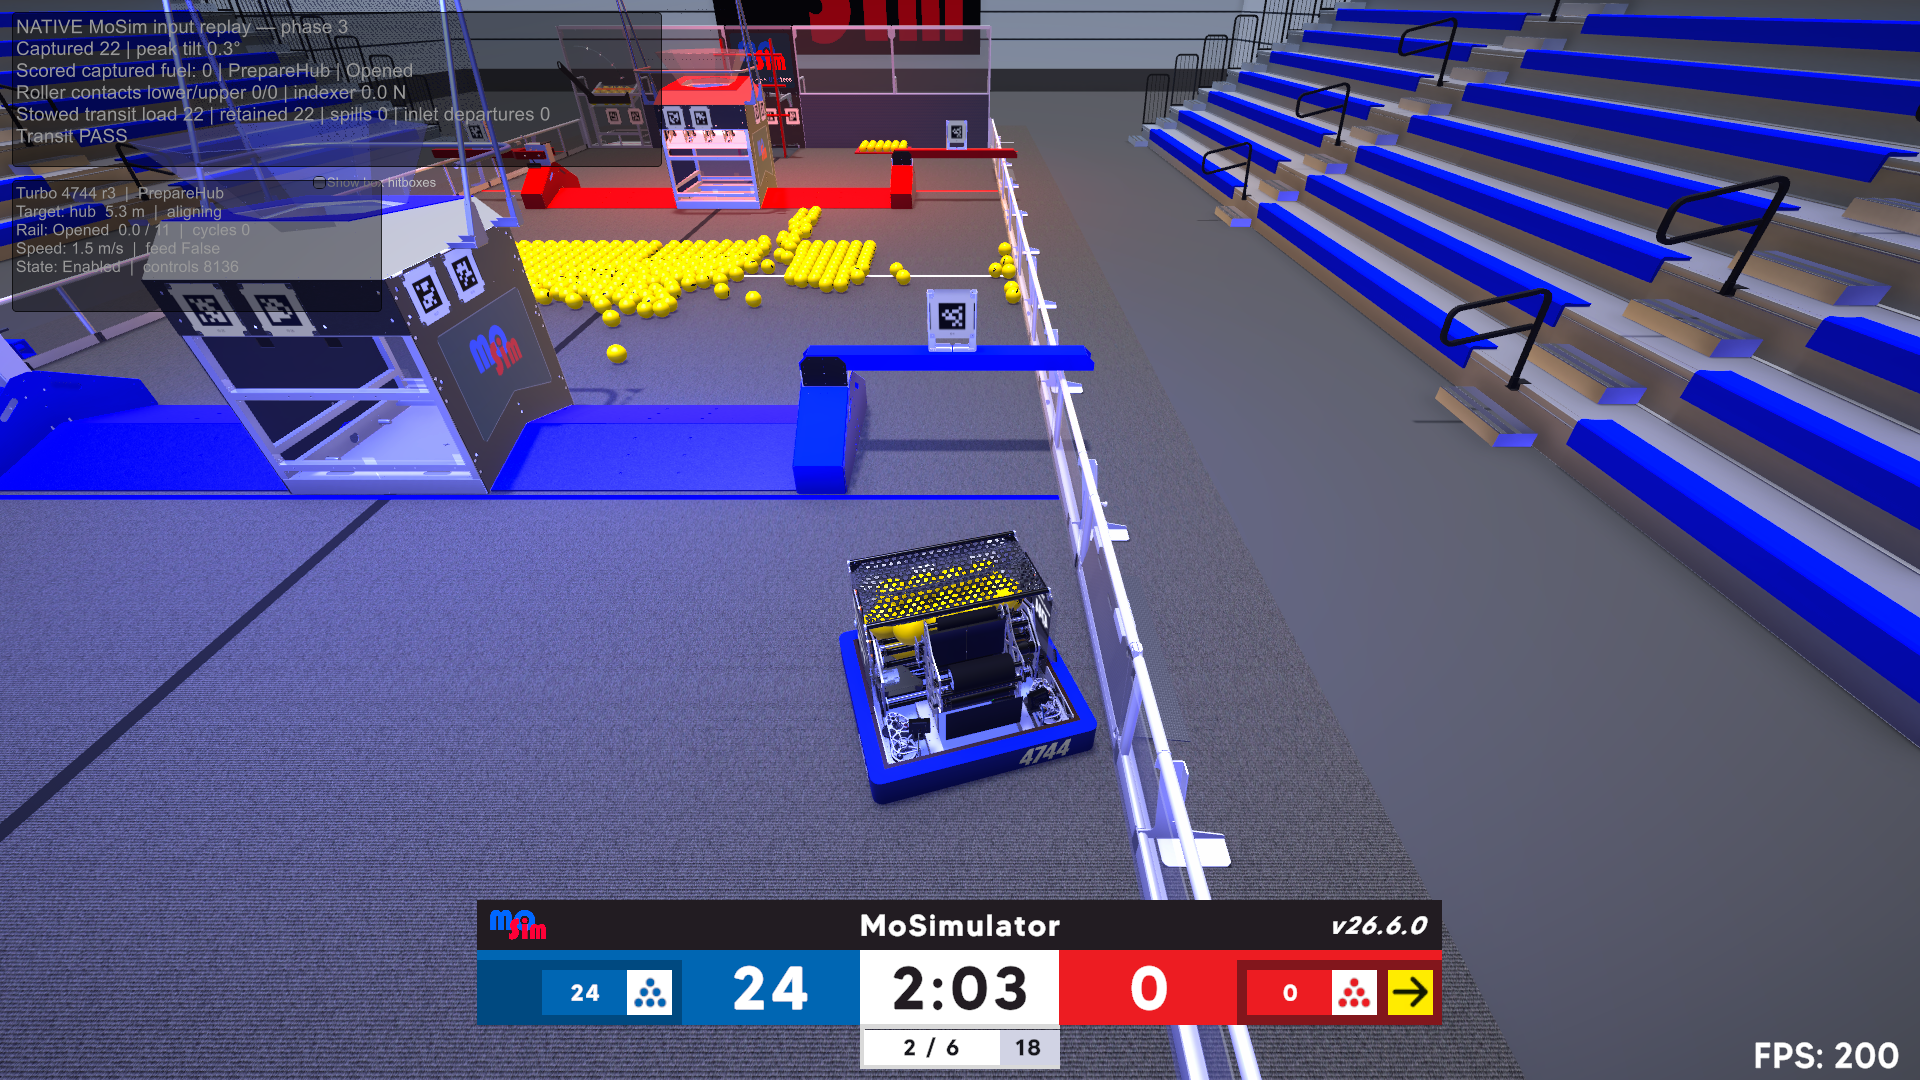 NATIVE MoSim input replay — phase 3
Captured 22 | peak tilt 0.3°
Scored captured fuel: 0 | PrepareHub | Opened
Roller contacts lower/upper 0/0 | indexer 0.0 N
Stowed transit load 22 | retained 22 | spills 0 | inlet departures 0
Transit PASS
Show box hitboxes
Turbo 4744 r3 | PrepareHub
Target: hub 5.3 m | aligning
Rail: Opened 0.0 / 11 | cycles 0
Speed: 1.5 m/s | feed False
State: Enabled | controls 8136
mosim
4744
mosim
MoSimulator
v26.6.0
24
24
2:03
0
0
2 / 6
18
FPS: 200